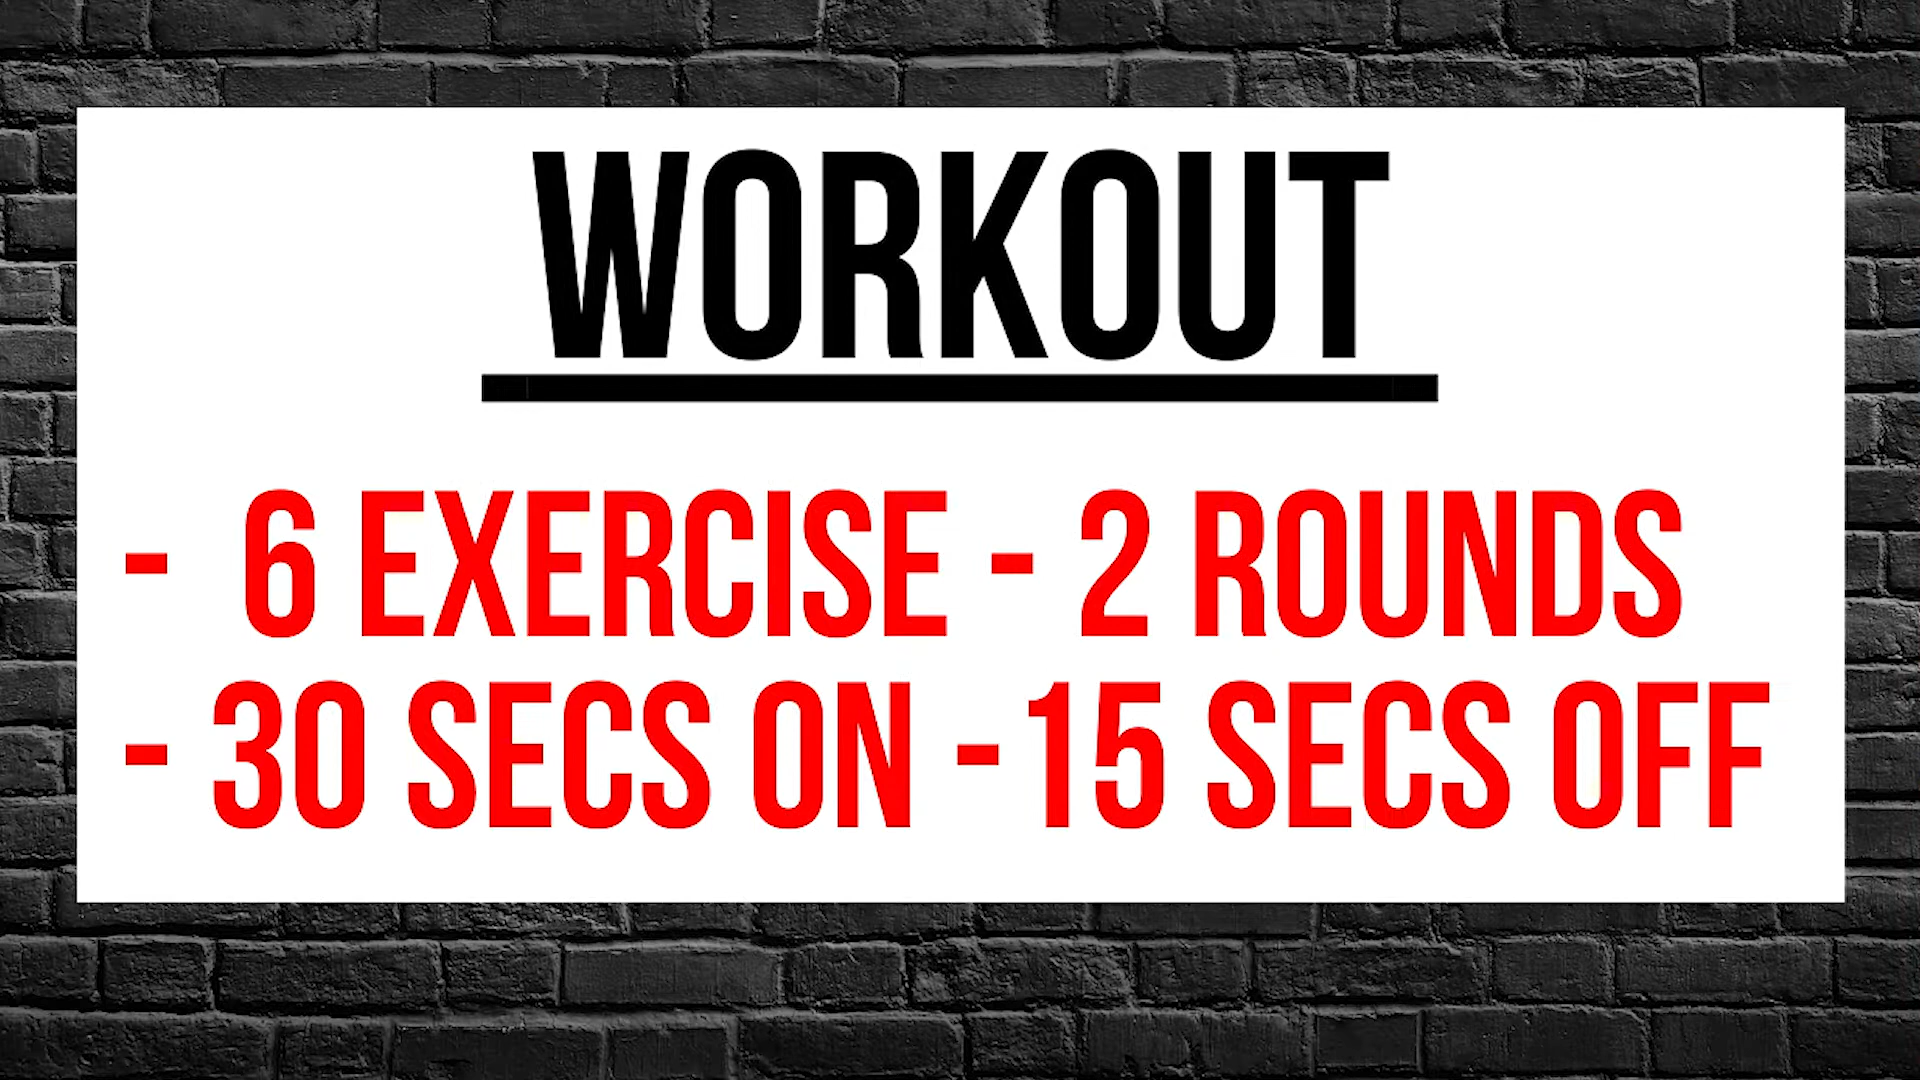 WORKOUT
- 6 EXERCISE - 2 ROUNDS
- 30 SECS ON -15 SECS OFF